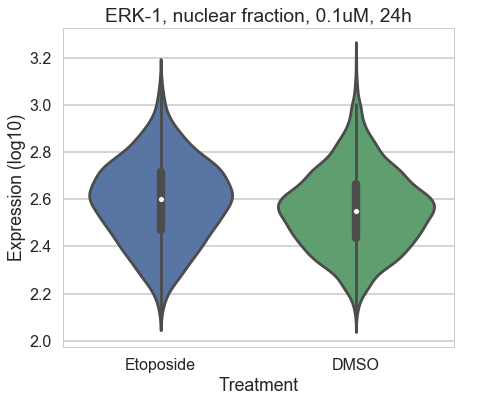 ERK-1, nuclear fraction, 0.1uM, 24h
Expression (log10)
3.2
3.0
2.8
2.6
2.4
2.2
2.0
Etoposide DMSO
Treatment